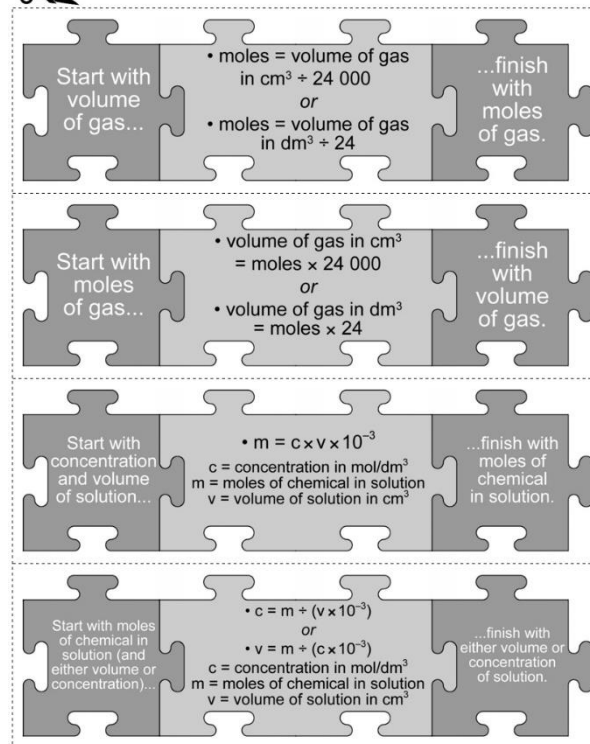 Start with
volume
of gas...
• moles = volume of gas
in cm³ ÷ 24 000
or
• moles = volume of gas
in dm³ ÷ 24
...finish
with
moles
of gas.
Start with
moles
of gas...
• volume of gas in cm³
= moles × 24 000
or
• volume of gas in dm³
= moles × 24
...finish
with
volume
of gas.
Start with
concentration
and volume
of solution...
• m = c × v × 10⁻³
c = concentration in mol/dm³
m = moles of chemical in solution
v = volume of solution in cm³
...finish with
moles of
chemical
in solution.
Start with moles
of chemical in
solution (and
either volume or
concentration)...
• c = m ÷ (v × 10⁻³)
or
• v = m ÷ (c × 10⁻³)
c = concentration in mol/dm³
m = moles of chemical in solution
v = volume of solution in cm³
...finish with
either volume or
concentration
of solution.